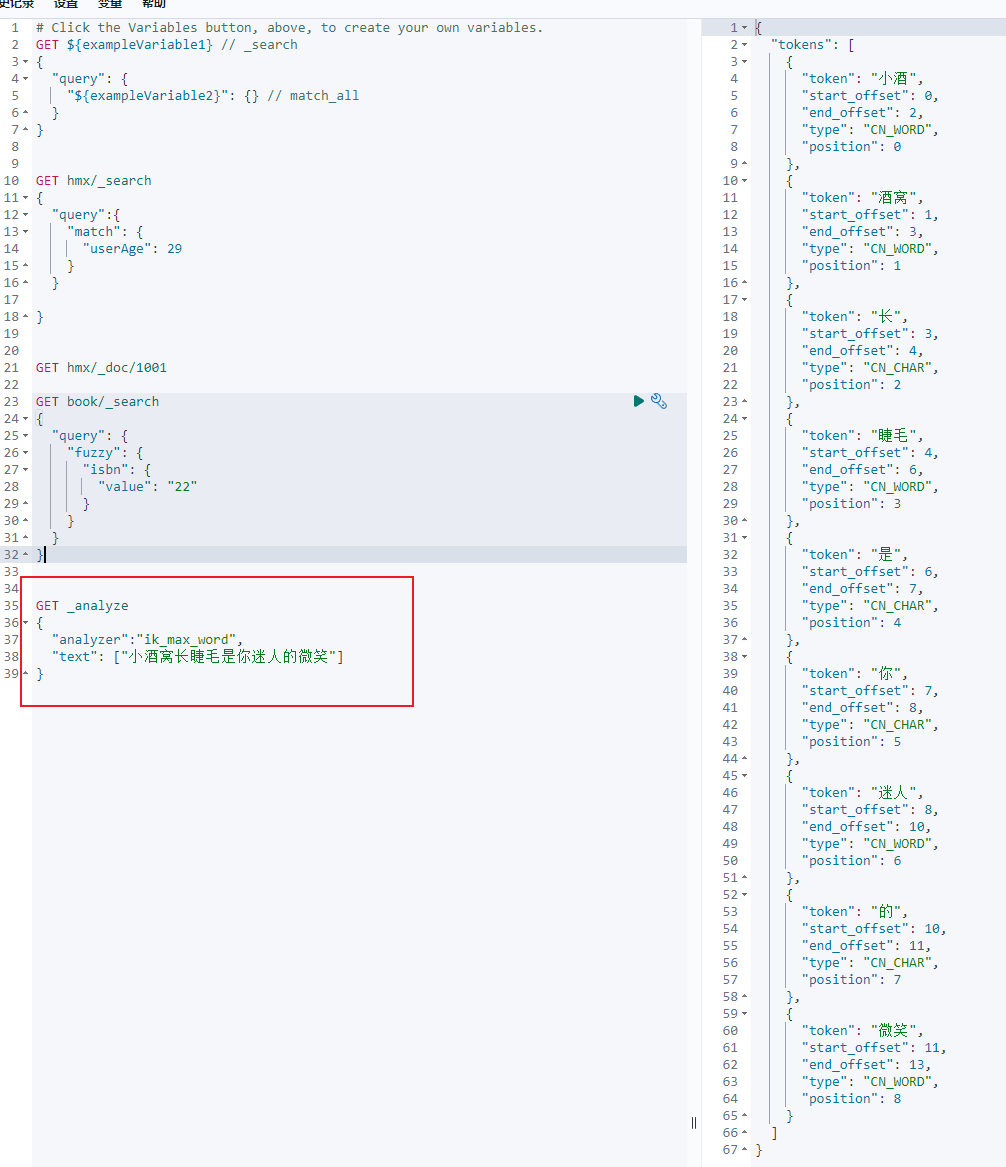 史记录 设置 变量 帮助
1 # Click the Variables button, above, to create your own variables.
2 GET ${exampleVariable1} // _search
3 {
4 "query": {
5 "${exampleVariable2}": {} // match_all
6 }
7 }
8
9
10 GET hmx/_search
11 {
12 "query":{
13 "match": {
14 "userAge": 29
15 }
16 }
17
18 }
19
20
21 GET hmx/_doc/1001
22
23 GET book/_search
24 {
25 "query": {
26 "fuzzy": {
27 "isbn": {
28 "value": "22"
29 }
30 }
31 }
32 }
33
34
35 GET _analyze
36 {
37 "analyzer":"ik_max_word",
38 "text": ["小酒窝长睫毛是你迷人的微笑"]
39 }
1 {
2 "tokens": [
3 {
4 "token": "小酒",
5 "start_offset": 0,
6 "end_offset": 2,
7 "type": "CN_WORD",
8 "position": 0
9 },
10 {
11 "token": "酒窝",
12 "start_offset": 1,
13 "end_offset": 3,
14 "type": "CN_WORD",
15 "position": 1
16 },
17 {
18 "token": "长",
19 "start_offset": 3,
20 "end_offset": 4,
21 "type": "CN_CHAR",
22 "position": 2
23 },
24 {
25 "token": "睫毛",
26 "start_offset": 4,
27 "end_offset": 6,
28 "type": "CN_WORD",
29 "position": 3
30 },
31 {
32 "token": "是",
33 "start_offset": 6,
34 "end_offset": 7,
35 "type": "CN_CHAR",
36 "position": 4
37 },
38 {
39 "token": "你",
40 "start_offset": 7,
41 "end_offset": 8,
42 "type": "CN_CHAR",
43 "position": 5
44 },
45 {
46 "token": "迷人",
47 "start_offset": 8,
48 "end_offset": 10,
49 "type": "CN_WORD",
50 "position": 6
51 },
52 {
53 "token": "的",
54 "start_offset": 10,
55 "end_offset": 11,
56 "type": "CN_CHAR",
57 "position": 7
58 },
59 {
60 "token": "微笑",
61 "start_offset": 11,
62 "end_offset": 13,
63 "type": "CN_WORD",
64 "position": 8
65 }
66 ]
67 }